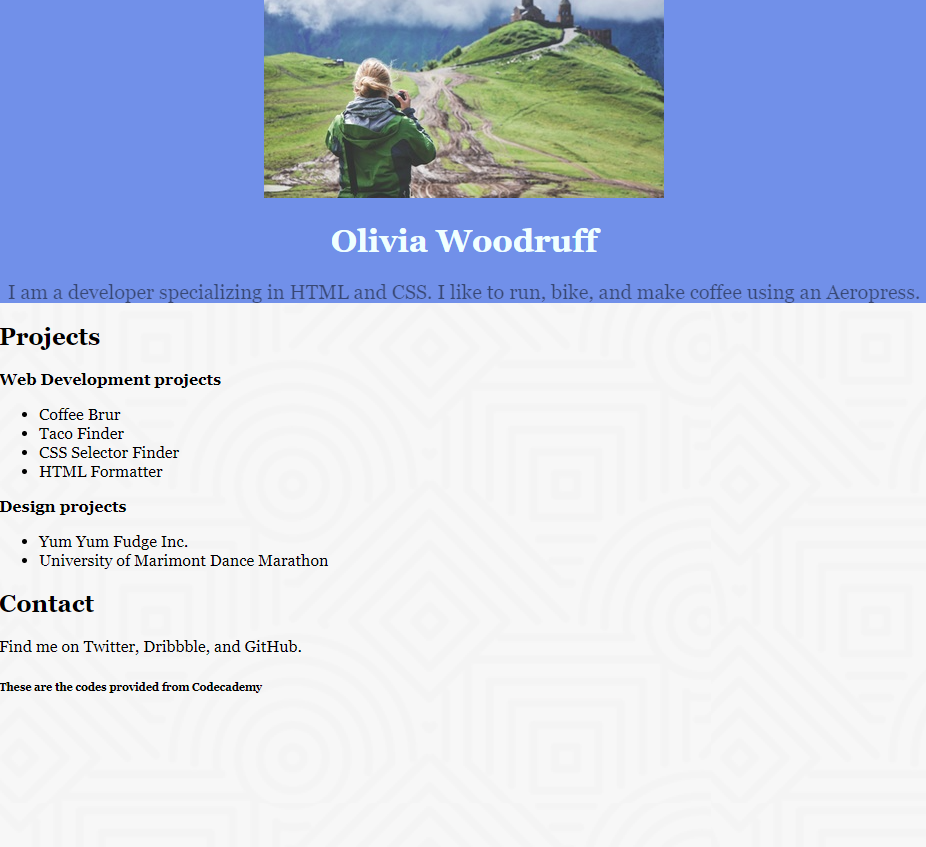 Olivia Woodruff
I am a developer specializing in HTML and CSS. I like to run, bike, and make coffee using an Aeropress.
Projects
Web Development projects
Coffee Brur
Taco Finder
CSS Selector Finder
HTML Formatter
Design projects
Yum Yum Fudge Inc.
University of Marimont Dance Marathon
Contact
Find me on Twitter, Dribbble, and GitHub.
These are the codes provided from Codecademy